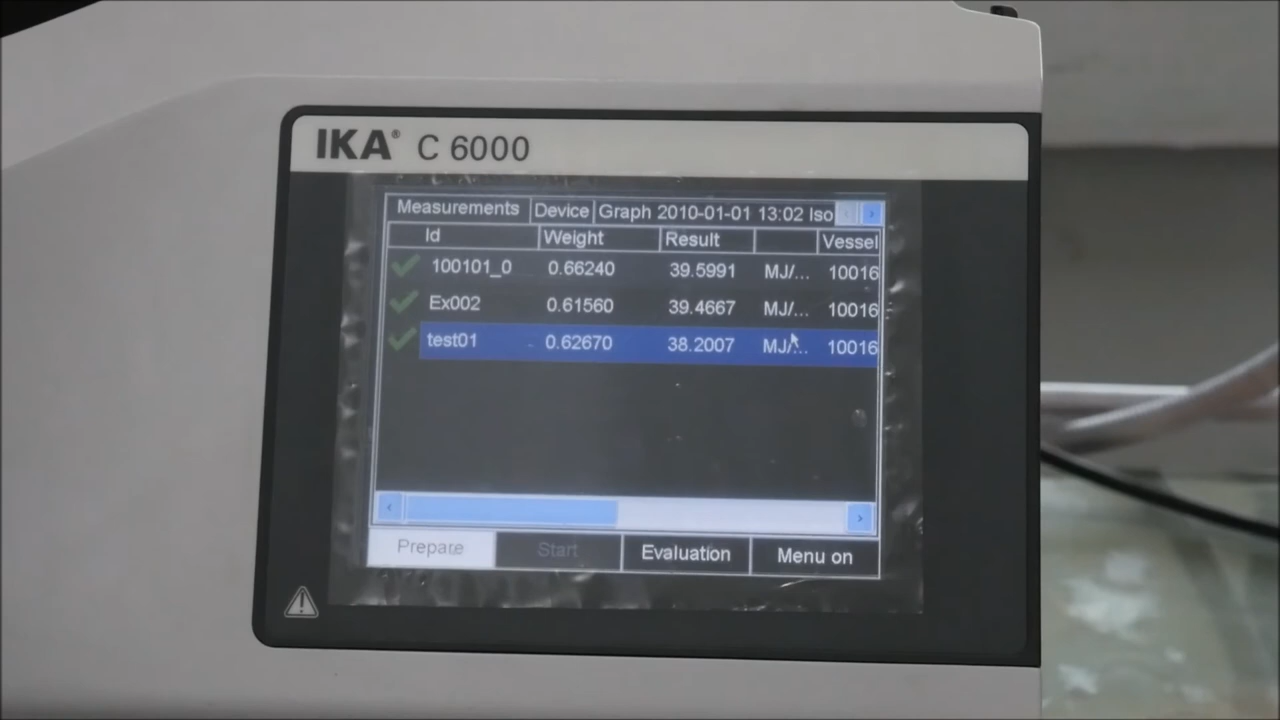 IKA® C 6000
Measurements Device Graph 2010-01-01 13:02 Iso
Id Weight Result Vessel
100101_0 0.66240 39.5991 MJ/... 10016
Ex002 0.61560 39.4667 MJ/... 10016
test01 0.62670 38.2007 MJ/... 10016
Prepare Start Evaluation Menu on